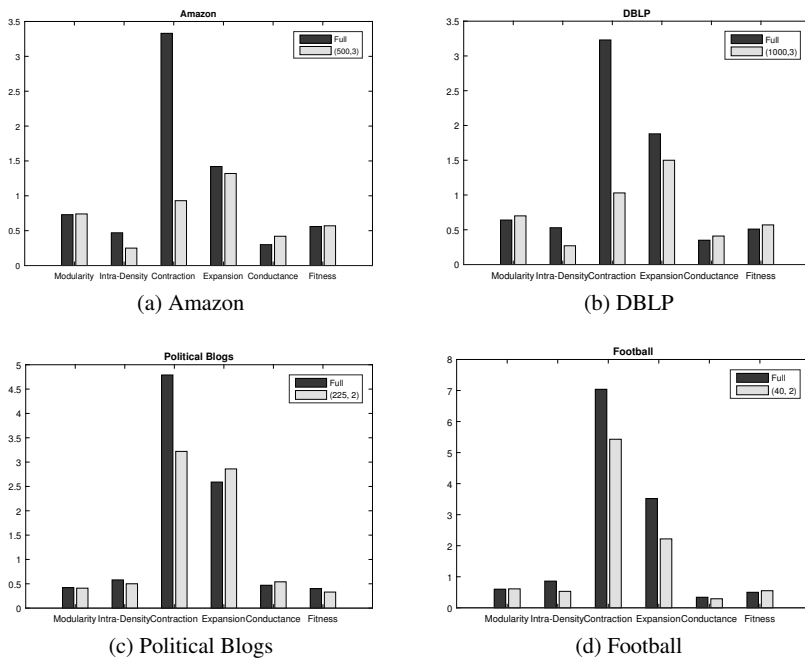 Amazon
3.5
3
2.5
2
1.5
1
0.5
0
Full
(500,3)
Modularity Intra-Density Contraction Expansion Conductance Fitness
(a) Amazon
DBLP
3.5
3
2.5
2
1.5
1
0.5
0
Full
(1000,3)
Modularity Intra-Density Contraction Expansion Conductance Fitness
(b) DBLP
Political Blogs
5
4.5
4
3.5
3
2.5
2
1.5
1
0.5
0
Full
(225, 2)
Modularity Intra-Density Contraction Expansion Conductance Fitness
(c) Political Blogs
Football
8
7
6
5
4
3
2
1
0
Full
(40, 2)
Modularity Intra-Density Contraction Expansion Conductance Fitness
(d) Football